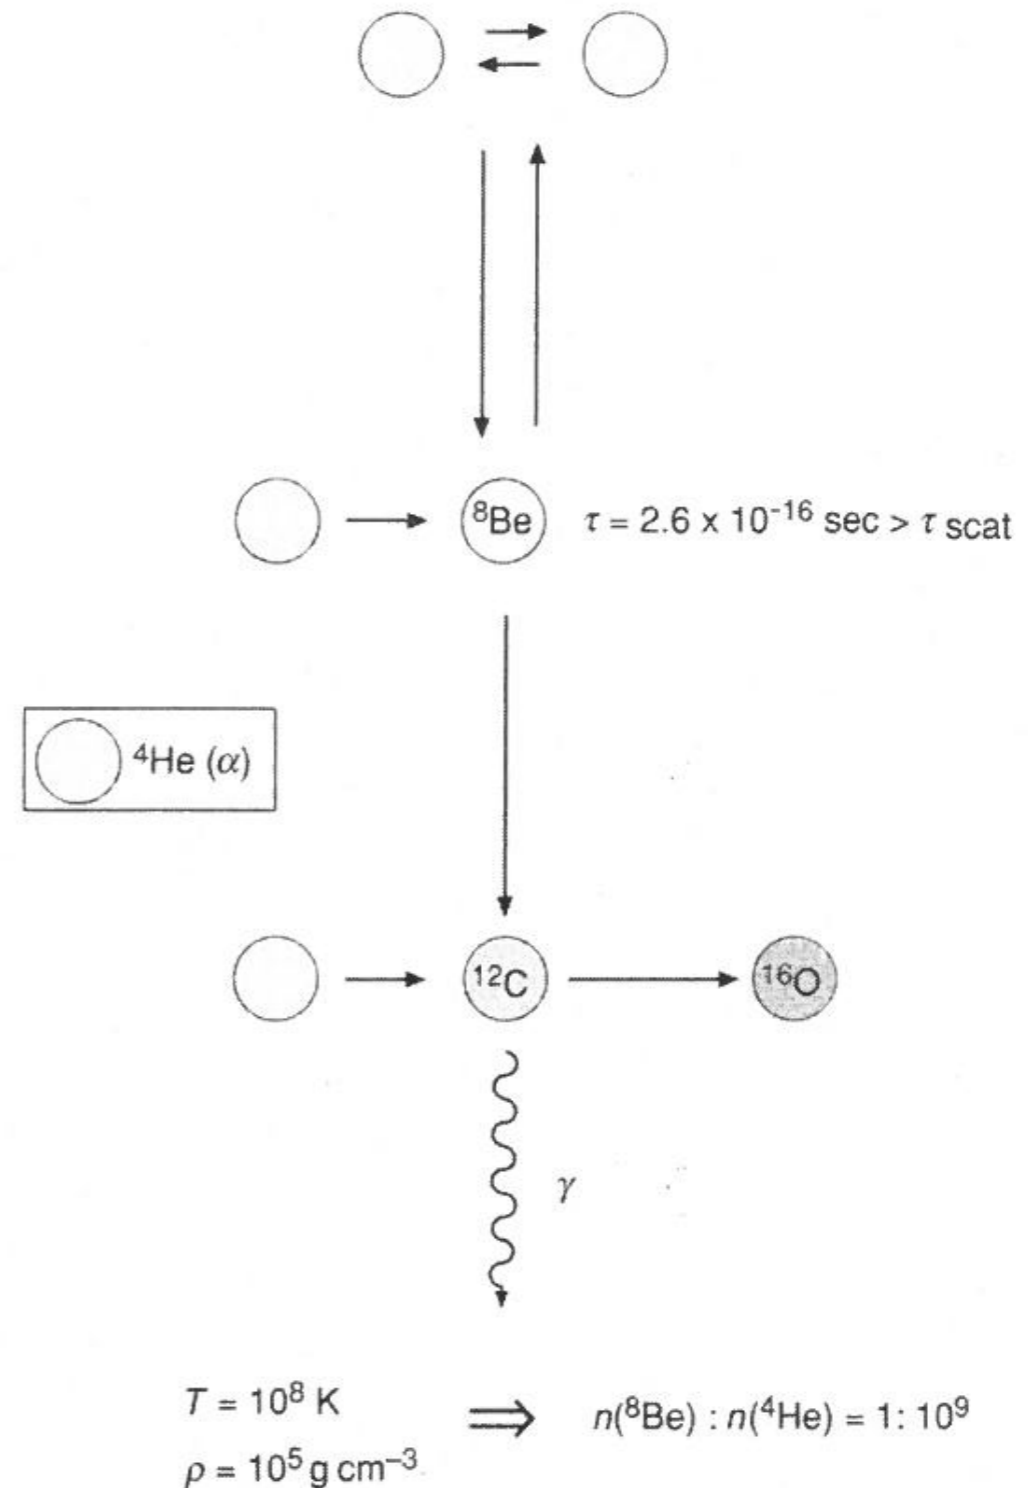 ⁸Be τ = 2.6 x 10⁻¹⁶ sec > τ scat
⁴He (α)
¹²C ¹⁶O
γ
T = 10⁸ K ⇒ n(⁸Be) : n(⁴He) = 1: 10⁹
ρ = 10⁵ g cm⁻³